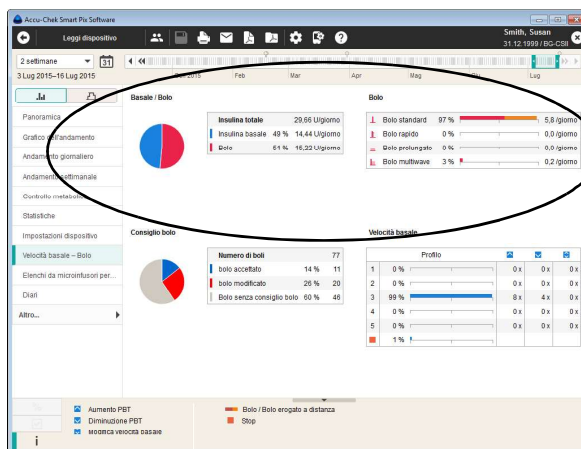 Accu-Chek Smart Pix Software
Leggi dispositivo
Smith, Susan
31.12.1999 / BG-CSII
2 settimane
31
3 Lug 2015–16 Lug 2015
2015
Feb
Mar
Apr
Mag
Lug
Panoramica
Grafico dell'andamento
Andamento giornaliero
Andamento settimanale
Controllo metabolico
Statistiche
Impostazioni dispositivo
Velocità basale – Bolo
Elenchi da microinfusori per...
Diari
Altro...
Basale / Bolo
Insulina totale 29,66 U/giorno
Insulina basale 49 % 14,44 U/giorno
Bolo 51 % 15,22 U/giorno
Bolo
Bolo standard 97 % 5,8 /giorno
Bolo rapido 0 % 0,0 /giorno
Bolo prolungato 0 % 0,0 /giorno
Bolo multiwave 3 % 0,2 /giorno
Consiglio bolo
Numero di boli 77
bolo accettato 14 % 11
bolo modificato 26 % 20
Bolo senza consiglio bolo 60 % 46
Velocità basale
Profilo
1 0 % 0 x 0 x 0 x
2 0 % 0 x 0 x 0 x
3 99 % 8 x 4 x 0 x
4 0 % 0 x 0 x 0 x
5 0 % 0 x 0 x 0 x
1 %
Aumento PBT
Diminuzione PBT
Modifica velocità basale
Bolo / Bolo erogato a distanza
Stop
i